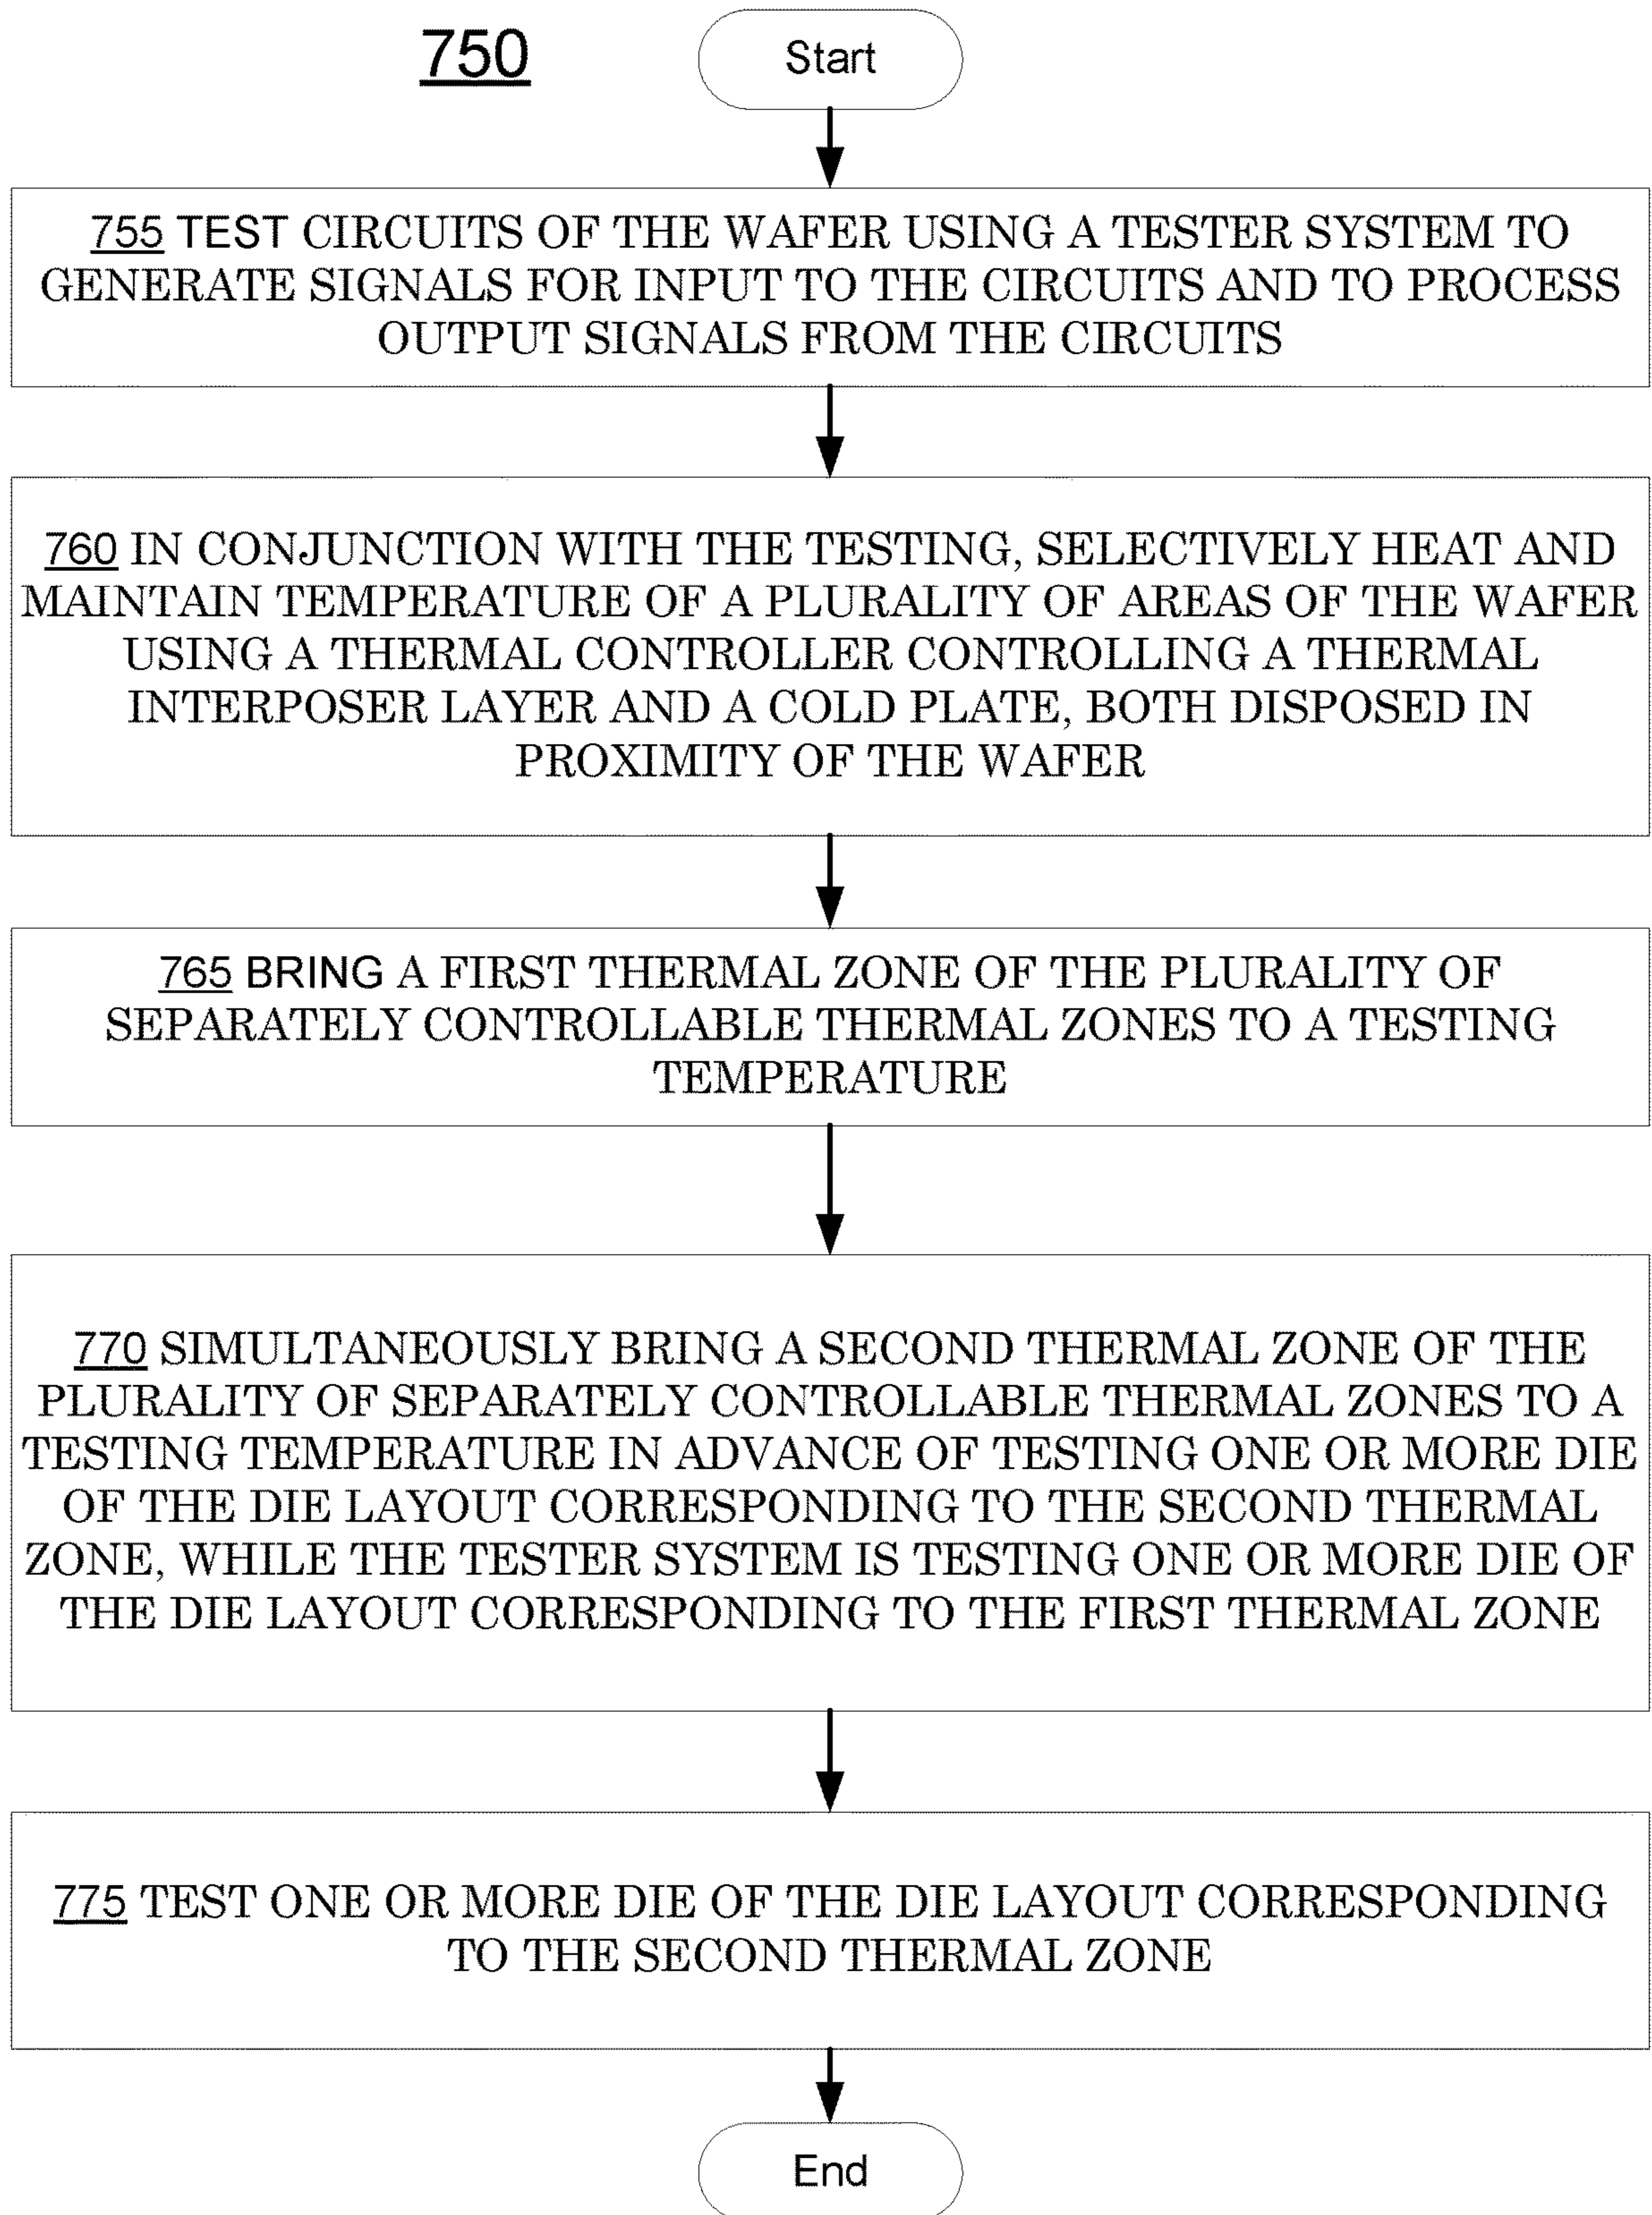 750
Start
755 TEST CIRCUITS OF THE WAFER USING A TESTER SYSTEM TO
GENERATE SIGNALS FOR INPUT TO THE CIRCUITS AND TO PROCESS
OUTPUT SIGNALS FROM THE CIRCUITS
760 IN CONJUNCTION WITH THE TESTING, SELECTIVELY HEAT AND
MAINTAIN TEMPERATURE OF A PLURALITY OF AREAS OF THE WAFER
USING A THERMAL CONTROLLER CONTROLLING A THERMAL
INTERPOSER LAYER AND A COLD PLATE, BOTH DISPOSED IN
PROXIMITY OF THE WAFER
765 BRING A FIRST THERMAL ZONE OF THE PLURALITY OF
SEPARATELY CONTROLLABLE THERMAL ZONES TO A TESTING
TEMPERATURE
770 SIMULTANEOUSLY BRING A SECOND THERMAL ZONE OF THE
PLURALITY OF SEPARATELY CONTROLLABLE THERMAL ZONES TO A
TESTING TEMPERATURE IN ADVANCE OF TESTING ONE OR MORE DIE
OF THE DIE LAYOUT CORRESPONDING TO THE SECOND THERMAL
ZONE, WHILE THE TESTER SYSTEM IS TESTING ONE OR MORE DIE OF
THE DIE LAYOUT CORRESPONDING TO THE FIRST THERMAL ZONE
775 TEST ONE OR MORE DIE OF THE DIE LAYOUT CORRESPONDING
TO THE SECOND THERMAL ZONE
End